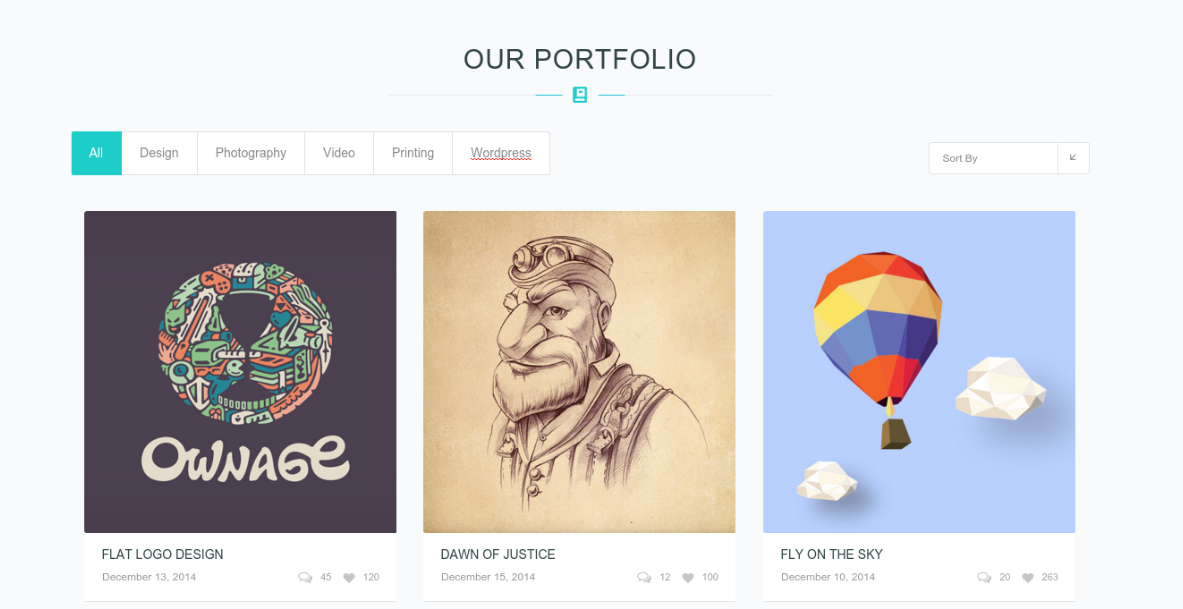 OUR PORTFOLIO
All
Design
Photography
Video
Printing
Wordpress
Sort By
OWNAGE
FLAT LOGO DESIGN
December 13, 2014
45
120
DAWN OF JUSTICE
December 15, 2014
12
100
FLY ON THE SKY
December 10, 2014
20
263